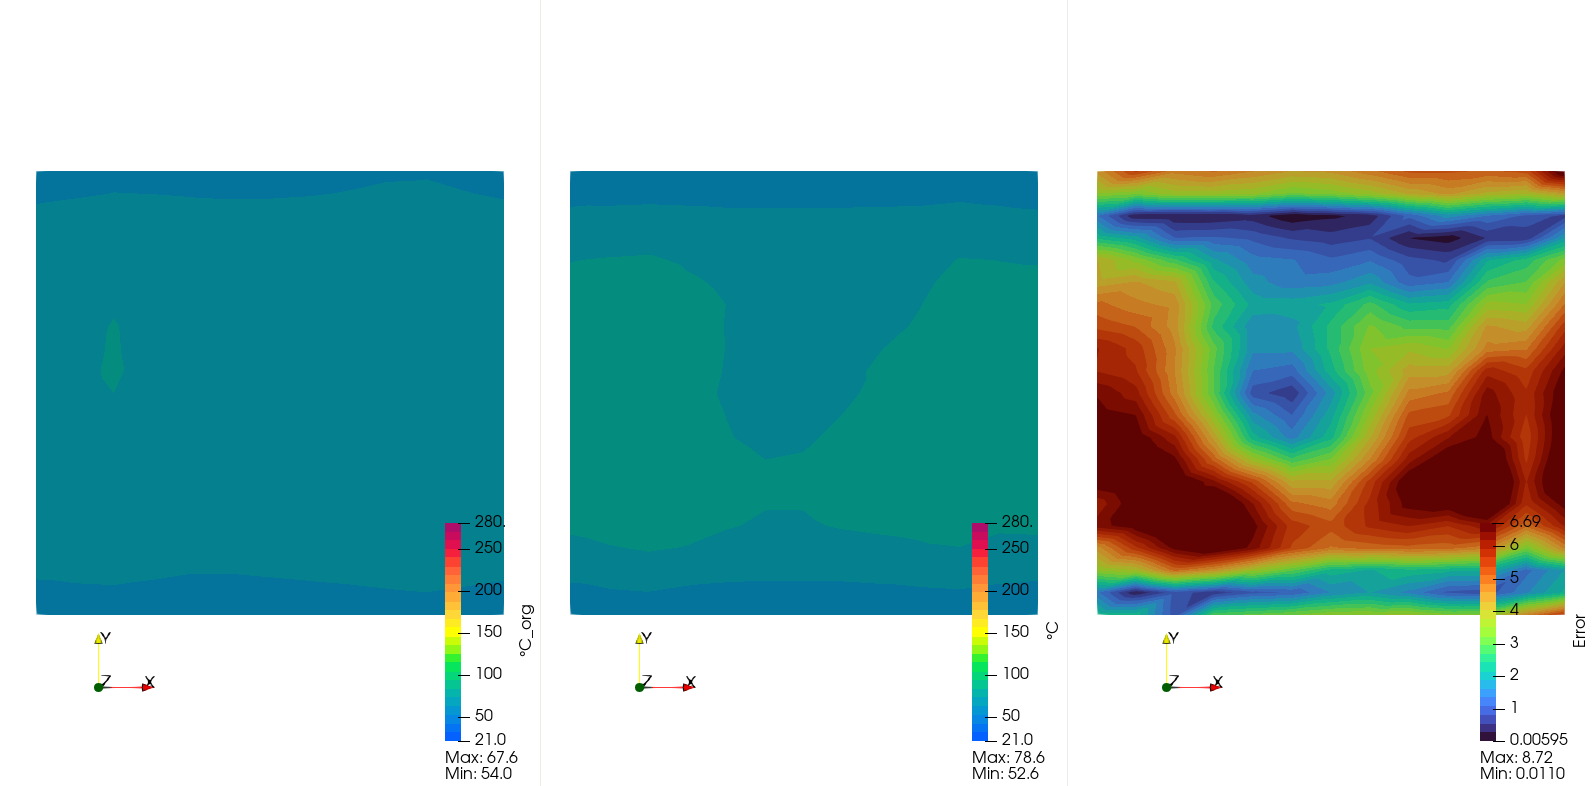 280.
250
200
150
100
50
21.0
°C_org
Max: 67.6
Min: 54.0
Y
Z
X
280.
250
200
150
100
50
21.0
°C
Max: 78.6
Min: 52.6
Y
Z
X
6.69
6
5
4
3
2
1
0.00595
Error
Max: 8.72
Min: 0.0110
Y
Z
X